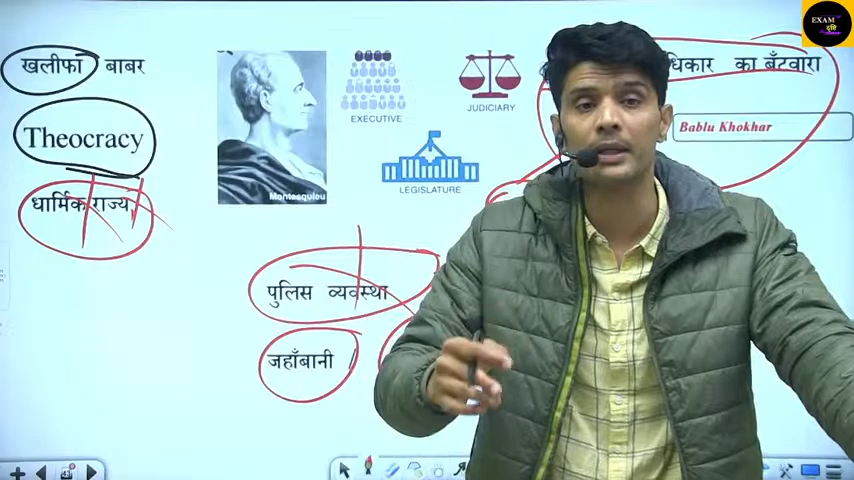 EXAM
दृष्टि
खलीफा बाबर
Theocracy
धार्मिक राज्य
EXECUTIVE
JUDICIARY
LEGISLATURE
Montesquieu
का बँटवारा
Bablu Khokhar
पुलिस व्यवस्था
जहाँबानी